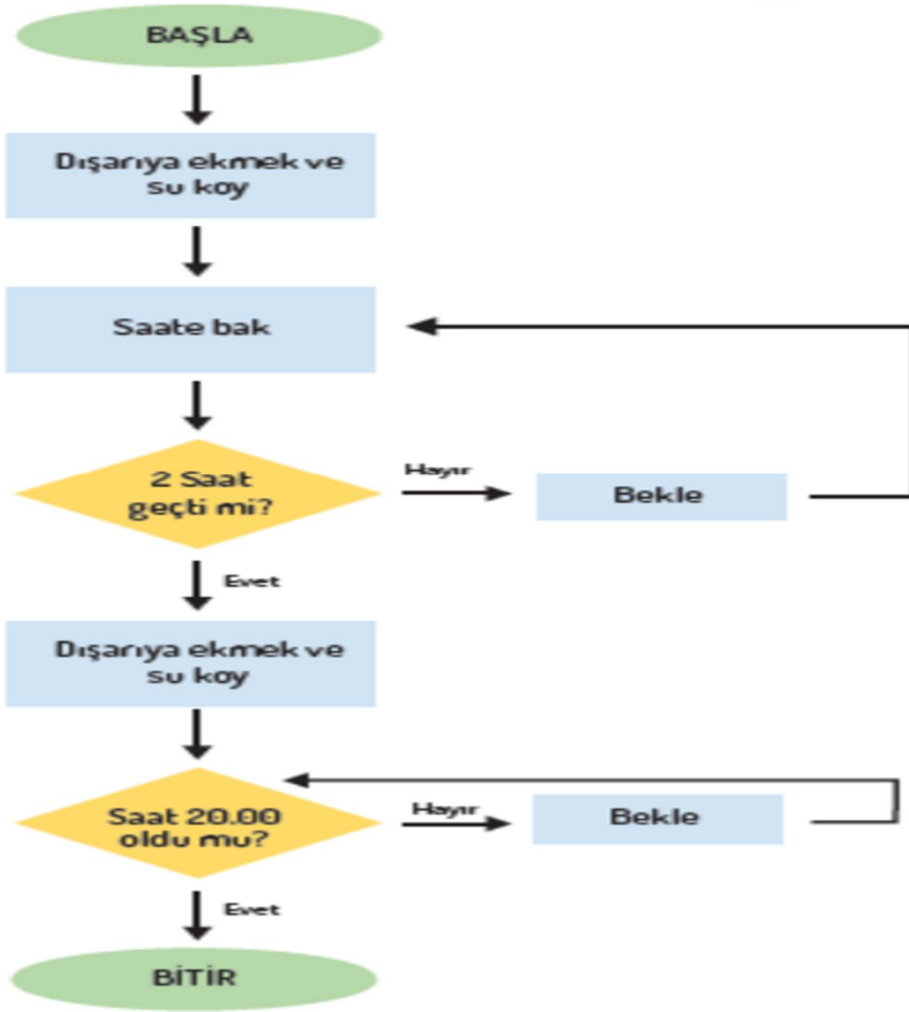 BAŞLA
Dışarıya ekmek ve
su koy
Saate bak
2 Saat
geçti mi?
Hayır
Bekle
Evet
Dışarıya ekmek ve
su koy
Saat 20.00
oldu mu?
Hayır
Bekle
Evet
BİTİR